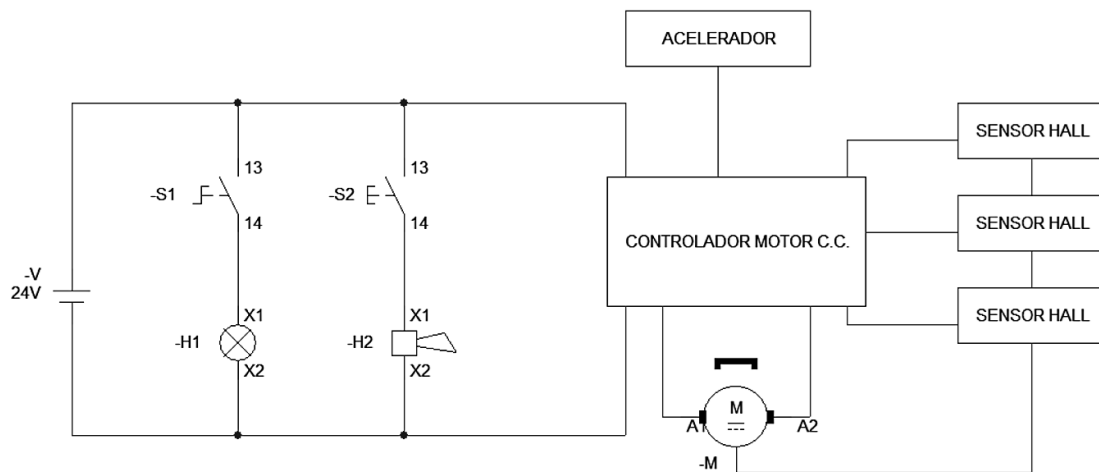 ACELERADOR
SENSOR HALL
13
13
-S1
-S2
14
14
SENSOR HALL
CONTROLADOR MOTOR C.C.
-V
24V
SENSOR HALL
X1
X1
-H1
-H2
X2
X2
M
A1
A2
-M